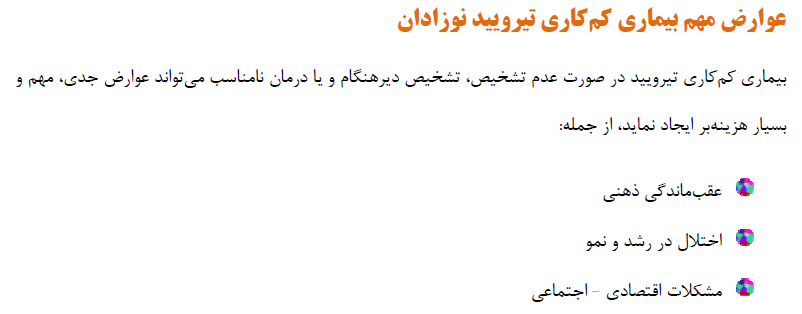 عوارض مهم بیماری کم‌کاری تیرویید نوزادان
بیماری کم‌کاری تیرویید در صورت عدم تشخیص، تشخیص دیرهنگام و یا درمان نامناسب می‌تواند عوارض جدی، مهم و
بسیار هزینه‌بر ایجاد نماید، از جمله:
عقب‌ماندگی ذهنی
اختلال در رشد و نمو
مشکلات اقتصادی - اجتماعی